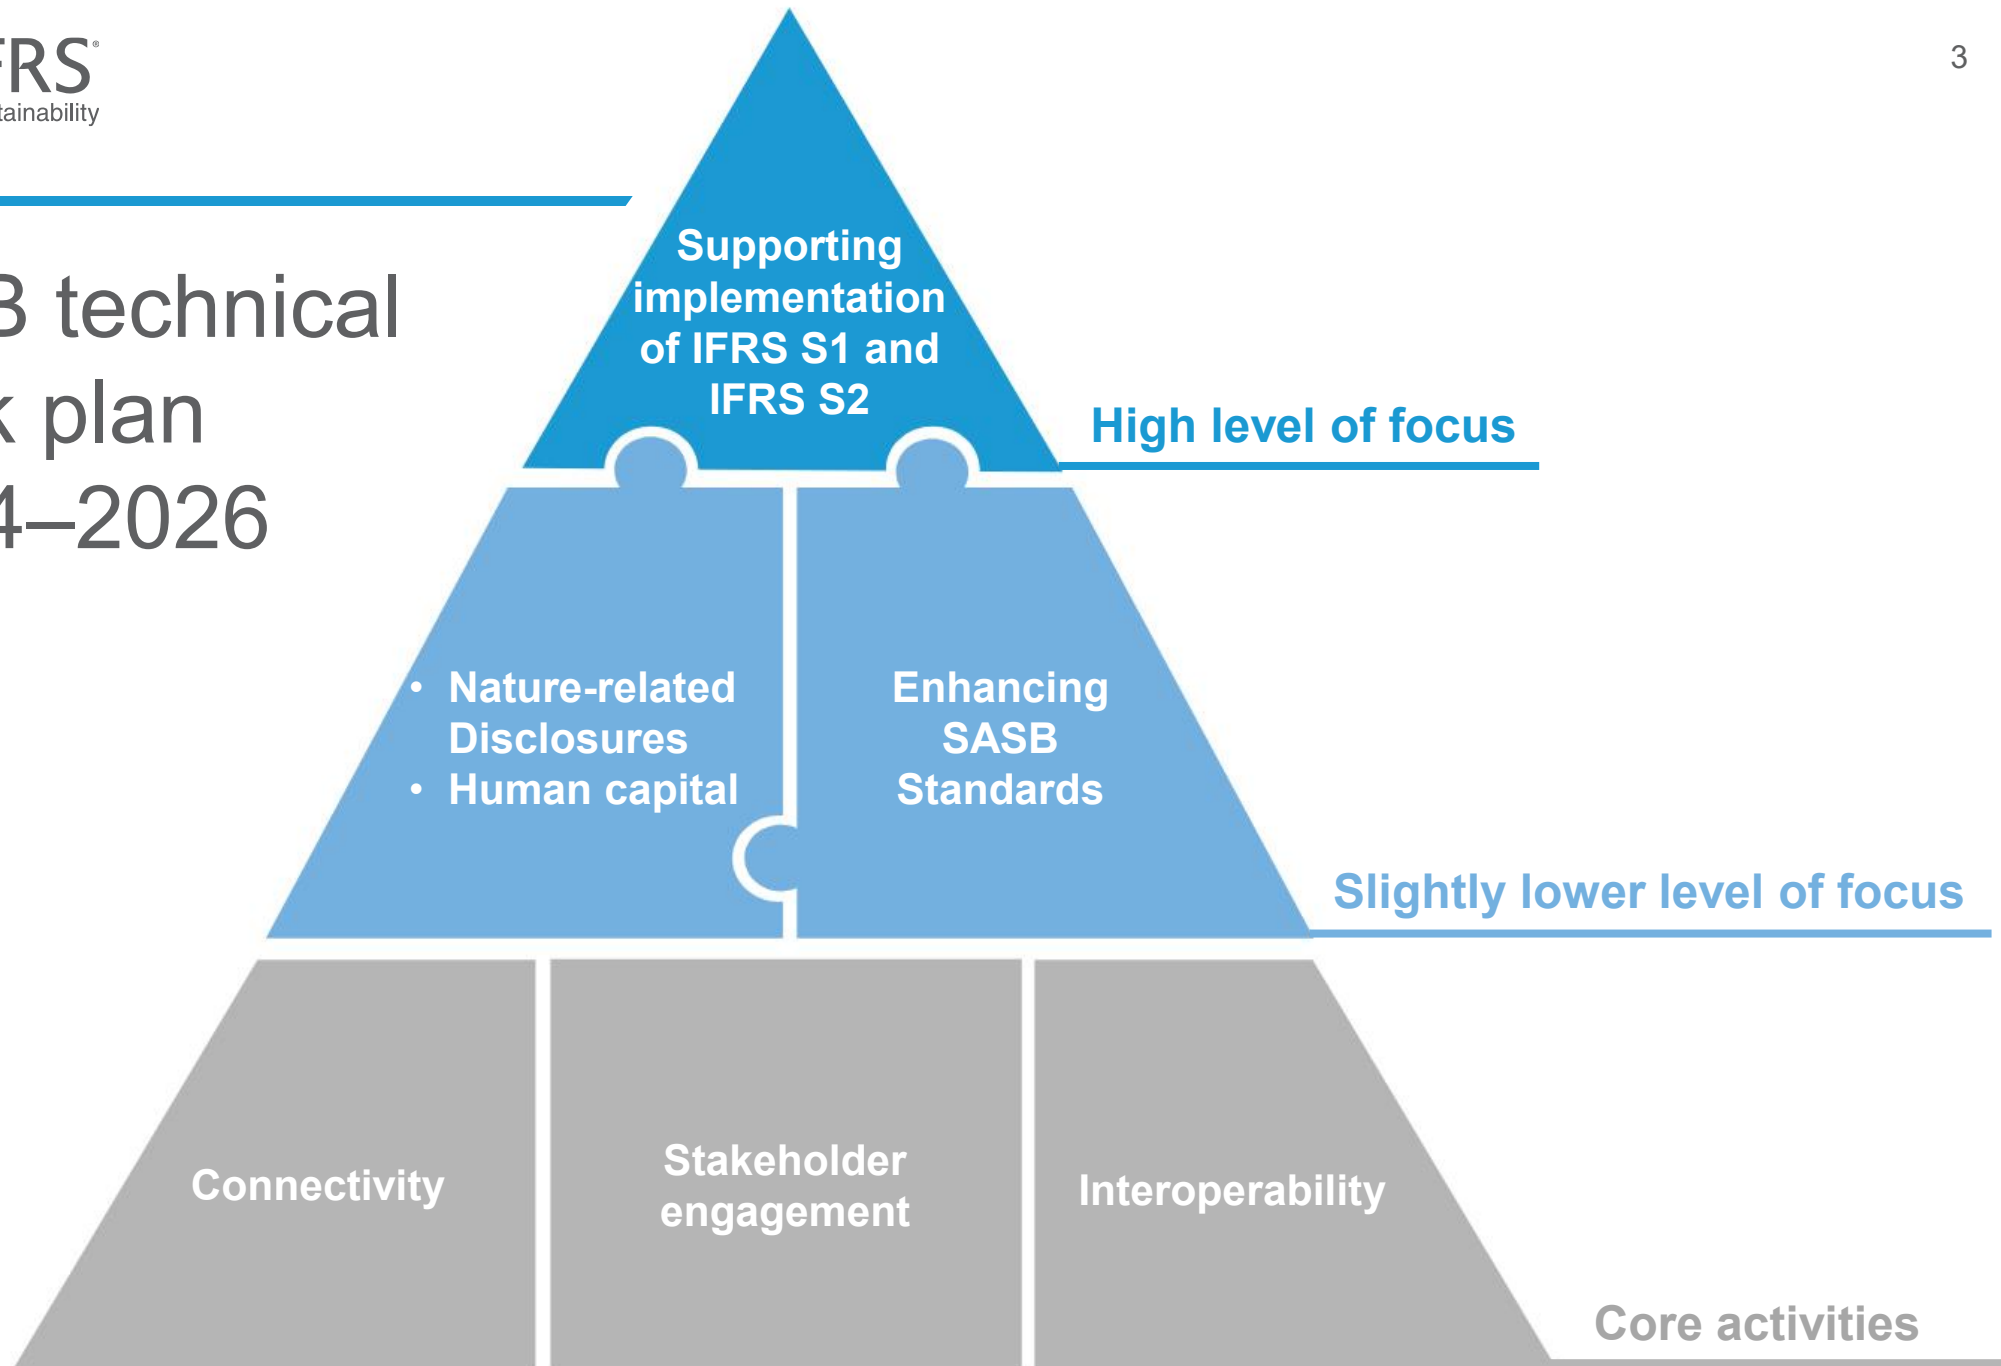 FRS®
tainability
3
B technical
k plan
4–2026
Supporting
implementation
of IFRS S1 and
IFRS S2
High level of focus
• Nature-related
Disclosures
• Human capital
Enhancing
SASB
Standards
Slightly lower level of focus
Connectivity
Stakeholder
engagement
Interoperability
Core activities